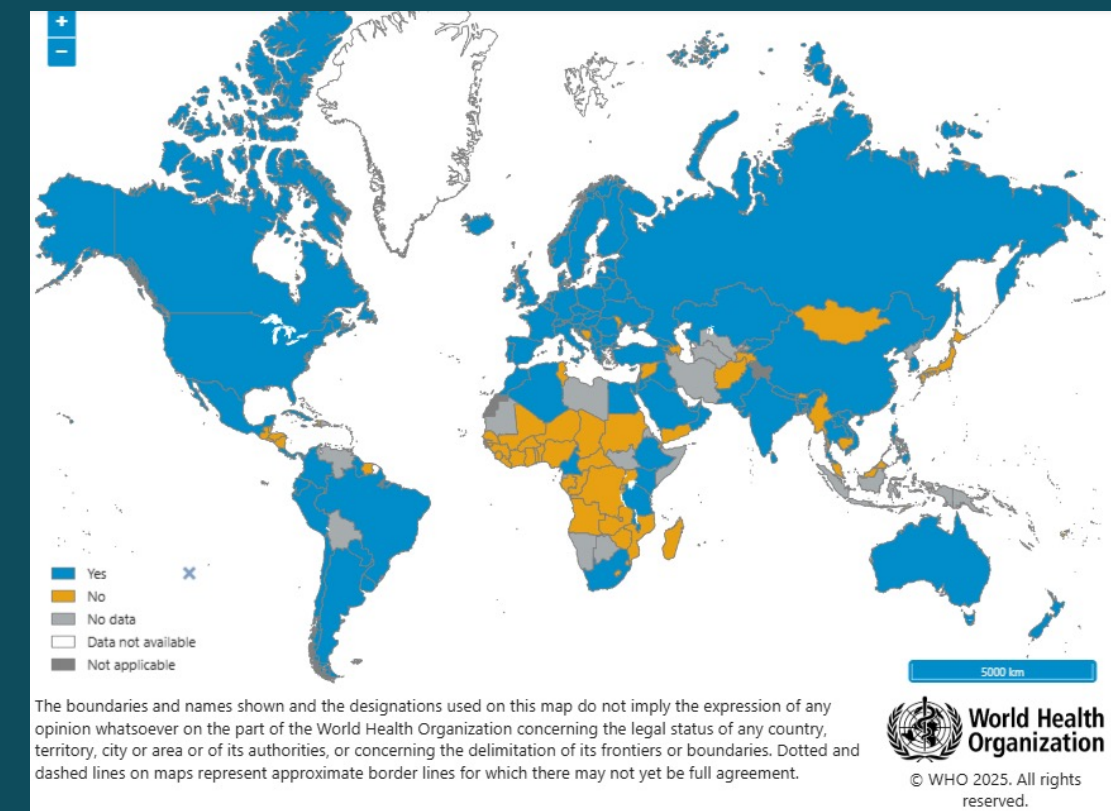 +
−
Yes
No
No data
Data not available
Not applicable
5000 km
The boundaries and names shown and the designations used on this map do not imply the expression of any
opinion whatsoever on the part of the World Health Organization concerning the legal status of any country,
territory, city or area or of its authorities, or concerning the delimitation of its frontiers or boundaries. Dotted and
dashed lines on maps represent approximate border lines for which there may not yet be full agreement.
World Health
Organization
© WHO 2025. All rights
reserved.